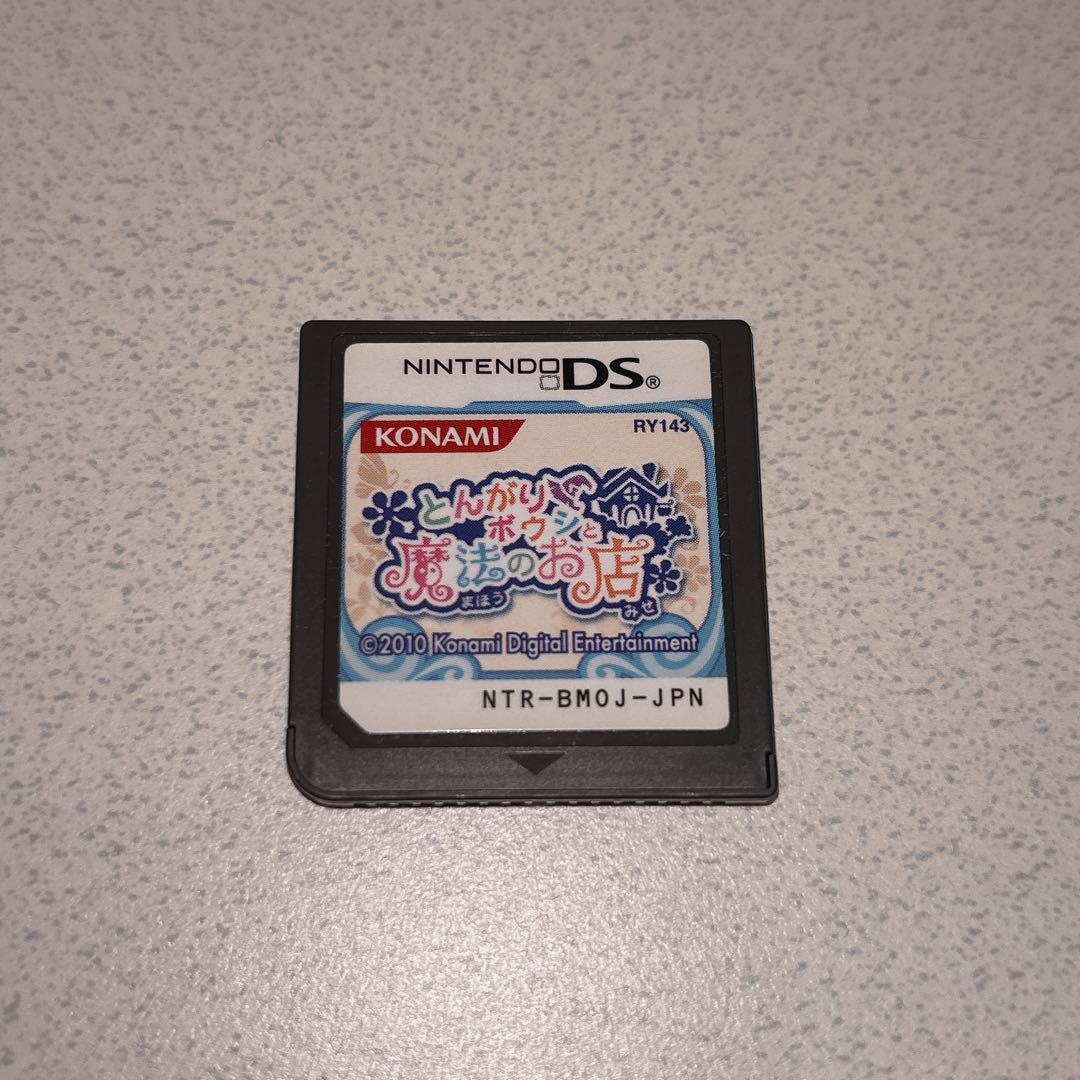 NINTENDO DS®
KONAMI
RY143
とんがり
ボウシと
魔法のお店
まほう
みせ
©2010 Konami Digital Entertainment
NTR-BM0J-JPN